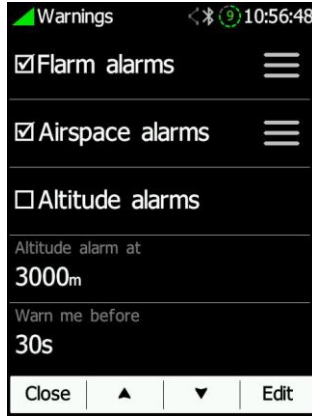 Warnings 9 10:56:48
Flarm alarms
Airspace alarms
Altitude alarms
Altitude alarm at
3000m
Warn me before
30s
Close ▲ ▼ Edit